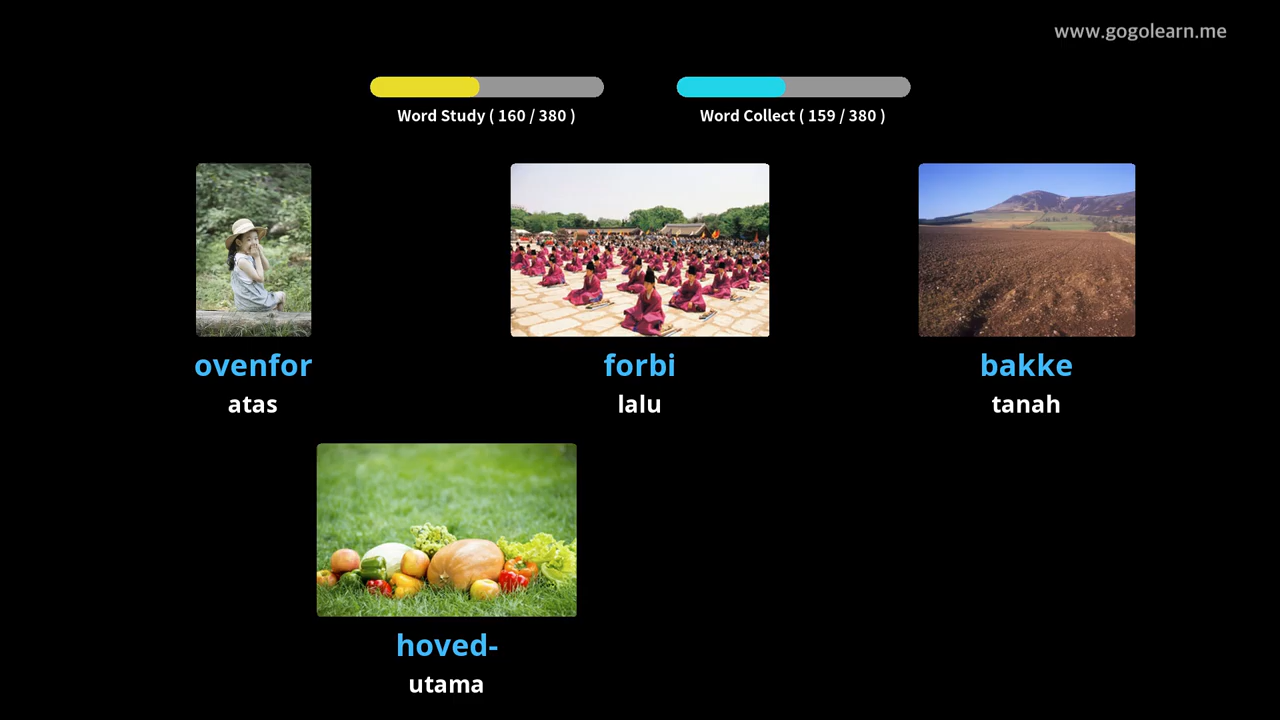 www.gogolearn.me
Word Study ( 160 / 380 )
Word Collect ( 159 / 380 )
ovenfor
atas
forbi
lalu
bakke
tanah
hoved-
utama